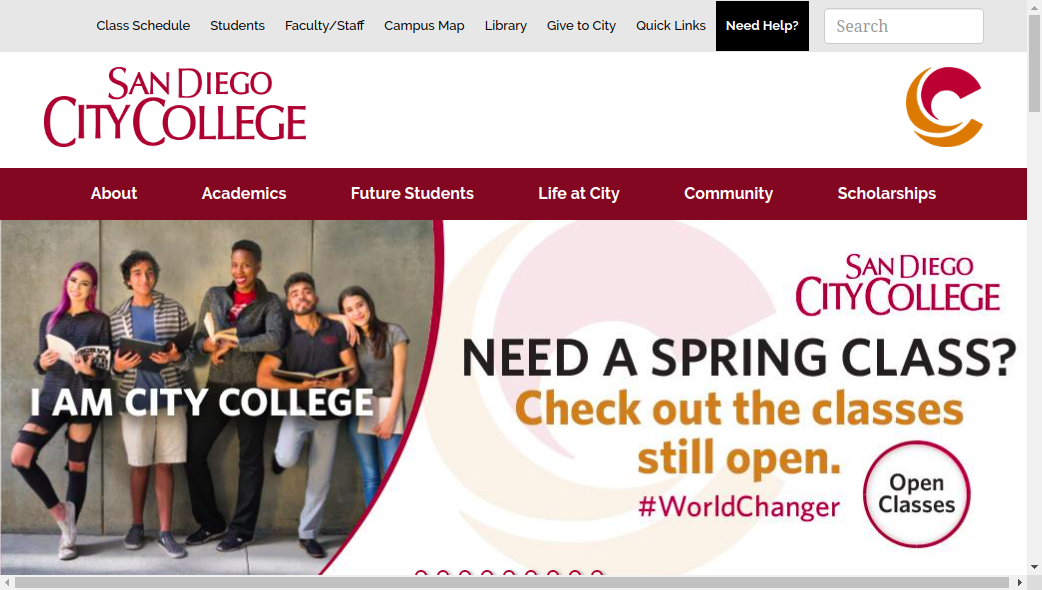 Class Schedule Students Faculty/Staff Campus Map Library Give to City Quick Links Need Help? Search
SAN DIEGO
CITY COLLEGE
About Academics Future Students Life at City Community Scholarships
SAN DIEGO
CITY COLLEGE
NEED A SPRING CLASS?
I AM CITY COLLEGE
Check out the classes
still open.
#WorldChanger
Open
Classes